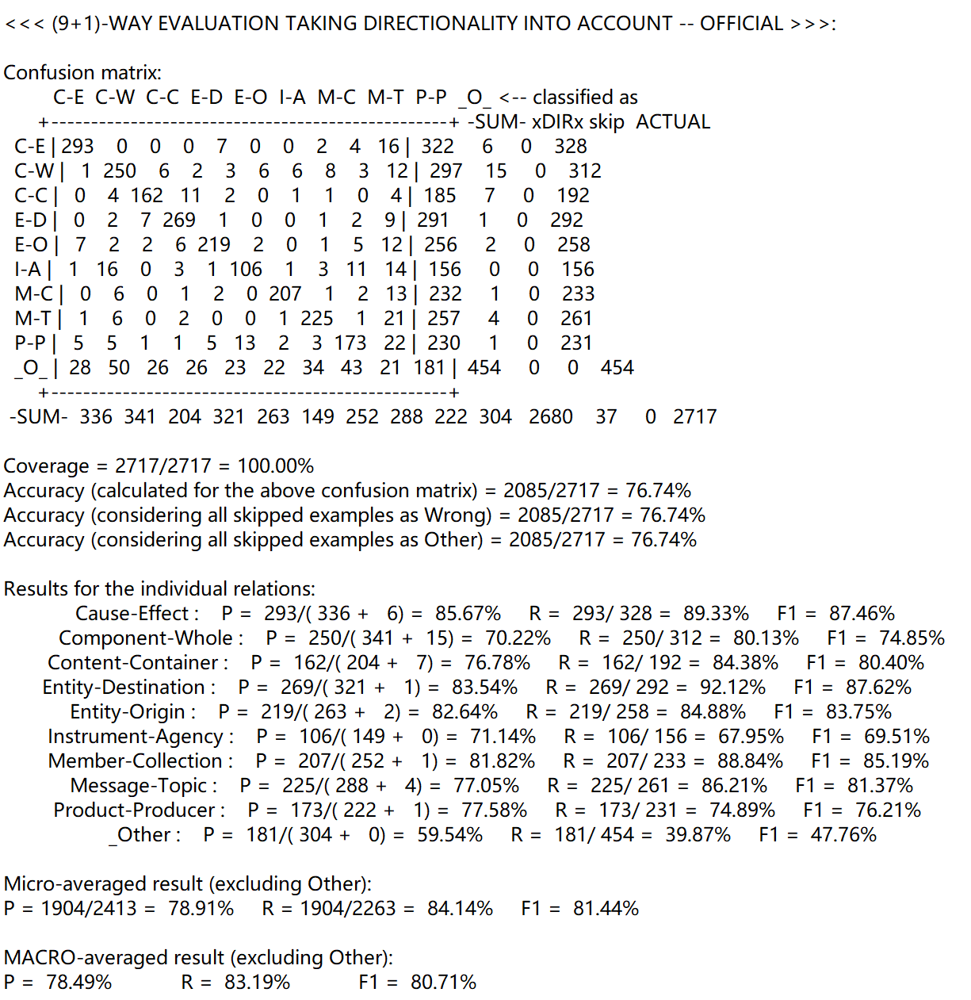 <<< (9+1)-WAY EVALUATION TAKING DIRECTIONALITY INTO ACCOUNT -- OFFICIAL >>>:
Confusion matrix:
C-E C-W C-C E-D E-O I-A M-C M-T P-P _O_ <-- classified as
+--------------------------------------------------+ -SUM- xDIRx skip ACTUAL
C-E | 293 0 0 0 7 0 0 2 4 16 | 322 6 0 328
C-W | 1 250 6 2 3 6 6 8 3 12 | 297 15 0 312
C-C | 0 4 162 11 2 0 1 1 0 4 | 185 7 0 192
E-D | 0 2 7 269 1 0 0 1 2 9 | 291 1 0 292
E-O | 7 2 2 6 219 2 0 1 5 12 | 256 2 0 258
I-A | 1 16 0 3 1 106 1 3 11 14 | 156 0 0 156
M-C | 0 6 0 1 2 0 207 1 2 13 | 232 1 0 233
M-T | 1 6 0 2 0 0 1 225 1 21 | 257 4 0 261
P-P | 5 5 1 1 5 13 2 3 173 22 | 230 1 0 231
_O_ | 28 50 26 26 23 22 34 43 21 181 | 454 0 0 454
+--------------------------------------------------+
-SUM- 336 341 204 321 263 149 252 288 222 304 2680 37 0 2717
Coverage = 2717/2717 = 100.00%
Accuracy (calculated for the above confusion matrix) = 2085/2717 = 76.74%
Accuracy (considering all skipped examples as Wrong) = 2085/2717 = 76.74%
Accuracy (considering all skipped examples as Other) = 2085/2717 = 76.74%
Results for the individual relations:
Cause-Effect : P = 293/( 336 + 6) = 85.67% R = 293/ 328 = 89.33% F1 = 87.46%
Component-Whole : P = 250/( 341 + 15) = 70.22% R = 250/ 312 = 80.13% F1 = 74.85%
Content-Container : P = 162/( 204 + 7) = 76.78% R = 162/ 192 = 84.38% F1 = 80.40%
Entity-Destination : P = 269/( 321 + 1) = 83.54% R = 269/ 292 = 92.12% F1 = 87.62%
Entity-Origin : P = 219/( 263 + 2) = 82.64% R = 219/ 258 = 84.88% F1 = 83.75%
Instrument-Agency : P = 106/( 149 + 0) = 71.14% R = 106/ 156 = 67.95% F1 = 69.51%
Member-Collection : P = 207/( 252 + 1) = 81.82% R = 207/ 233 = 88.84% F1 = 85.19%
Message-Topic : P = 225/( 288 + 4) = 77.05% R = 225/ 261 = 86.21% F1 = 81.37%
Product-Producer : P = 173/( 222 + 1) = 77.58% R = 173/ 231 = 74.89% F1 = 76.21%
_Other : P = 181/( 304 + 0) = 59.54% R = 181/ 454 = 39.87% F1 = 47.76%
Micro-averaged result (excluding Other):
P = 1904/2413 = 78.91% R = 1904/2263 = 84.14% F1 = 81.44%
MACRO-averaged result (excluding Other):
P = 78.49% R = 83.19% F1 = 80.71%